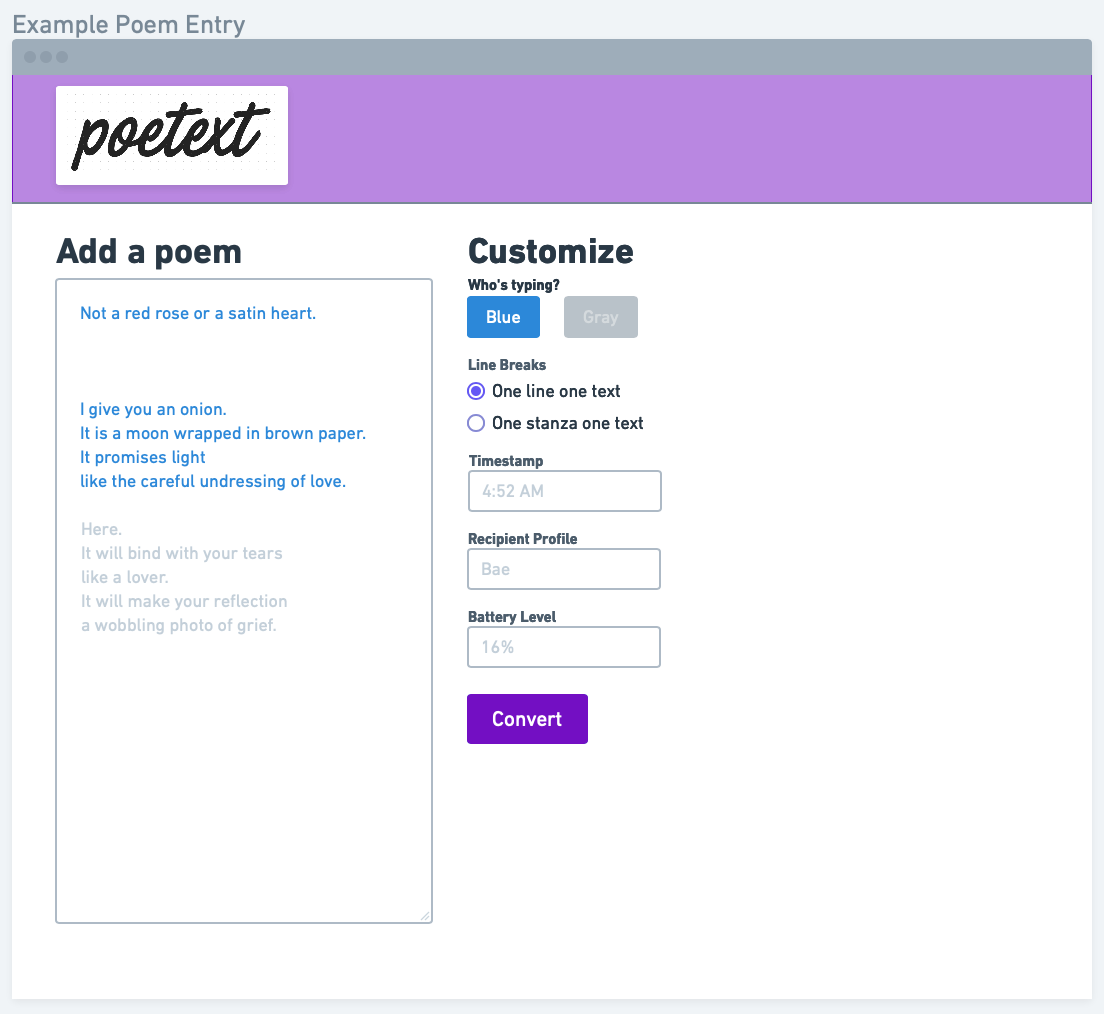 Example Poem Entry
poetext
Add a poem
Not a red rose or a satin heart.
I give you an onion.
It is a moon wrapped in brown paper.
It promises light
like the careful undressing of love.
Here.
It will bind with your tears
like a lover.
It will make your reflection
a wobbling photo of grief.
Customize
Who's typing?
Blue Gray
Line Breaks
One line one text
One stanza one text
Timestamp
4:52 AM
Recipient Profile
Bae
Battery Level
16%
Convert